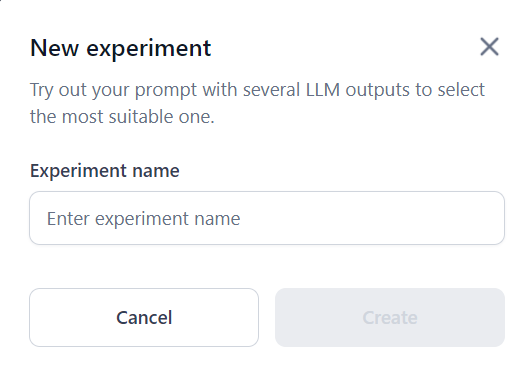 New experiment
Try out your prompt with several LLM outputs to select
the most suitable one.
Experiment name
Enter experiment name
Cancel
Create